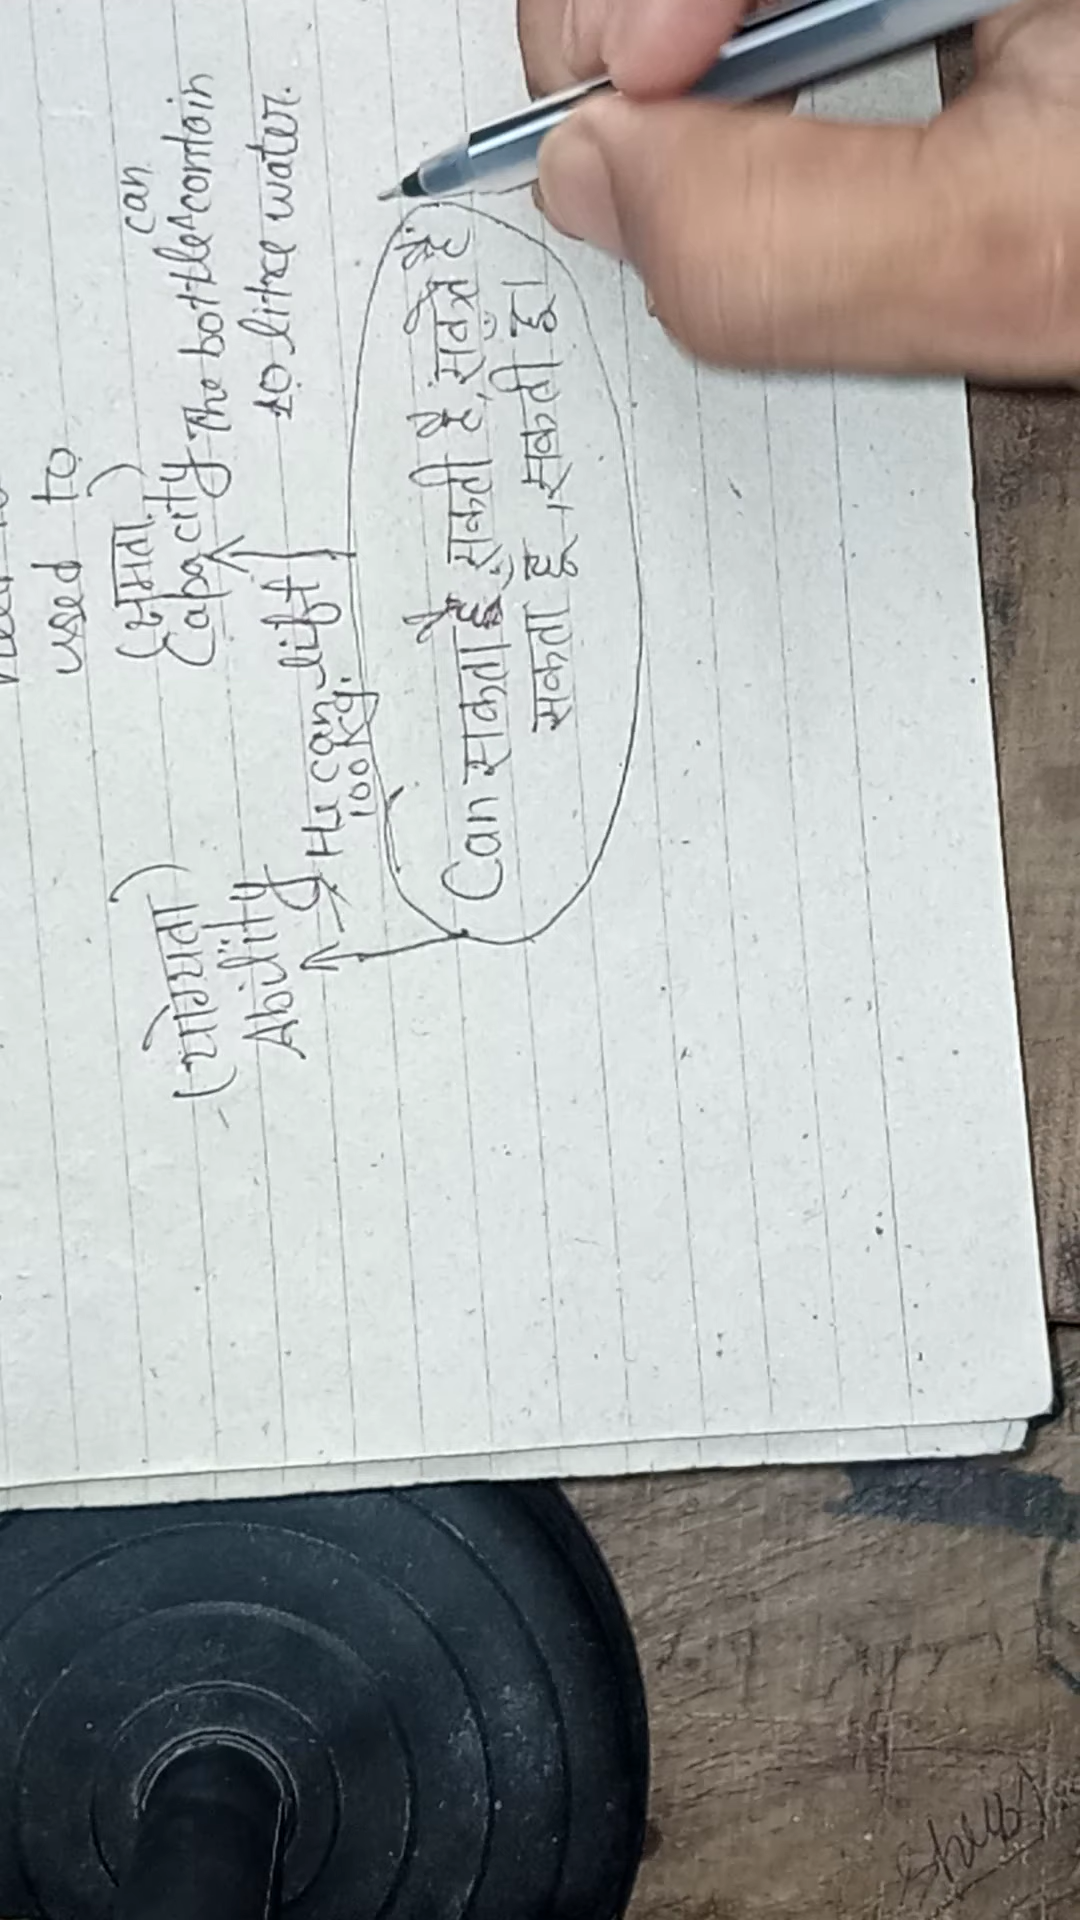 used to
(क्षमता)
Capacity
can
The bottle^contain
10 litre water.
(योग्यता)
Ability
He can lift
100 kg.
Can सकता है, सकती है, सकते हैं
सकता हूँ, सकती हूँ।